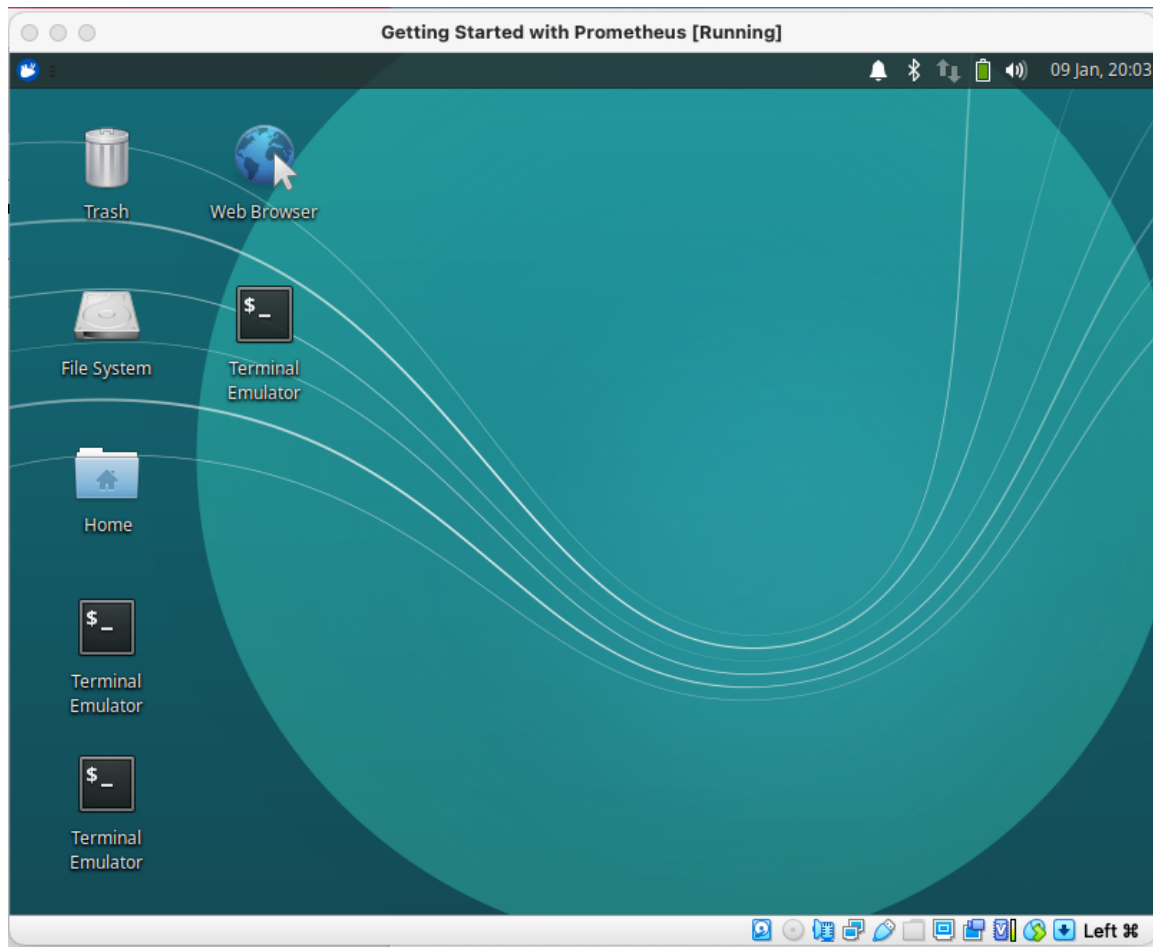 Getting Started with Prometheus [Running]
09 Jan, 20:03
Trash
Web Browser
$_
File System
Terminal
Emulator
Home
$_
Terminal
Emulator
$_
Terminal
Emulator
Left ⌘